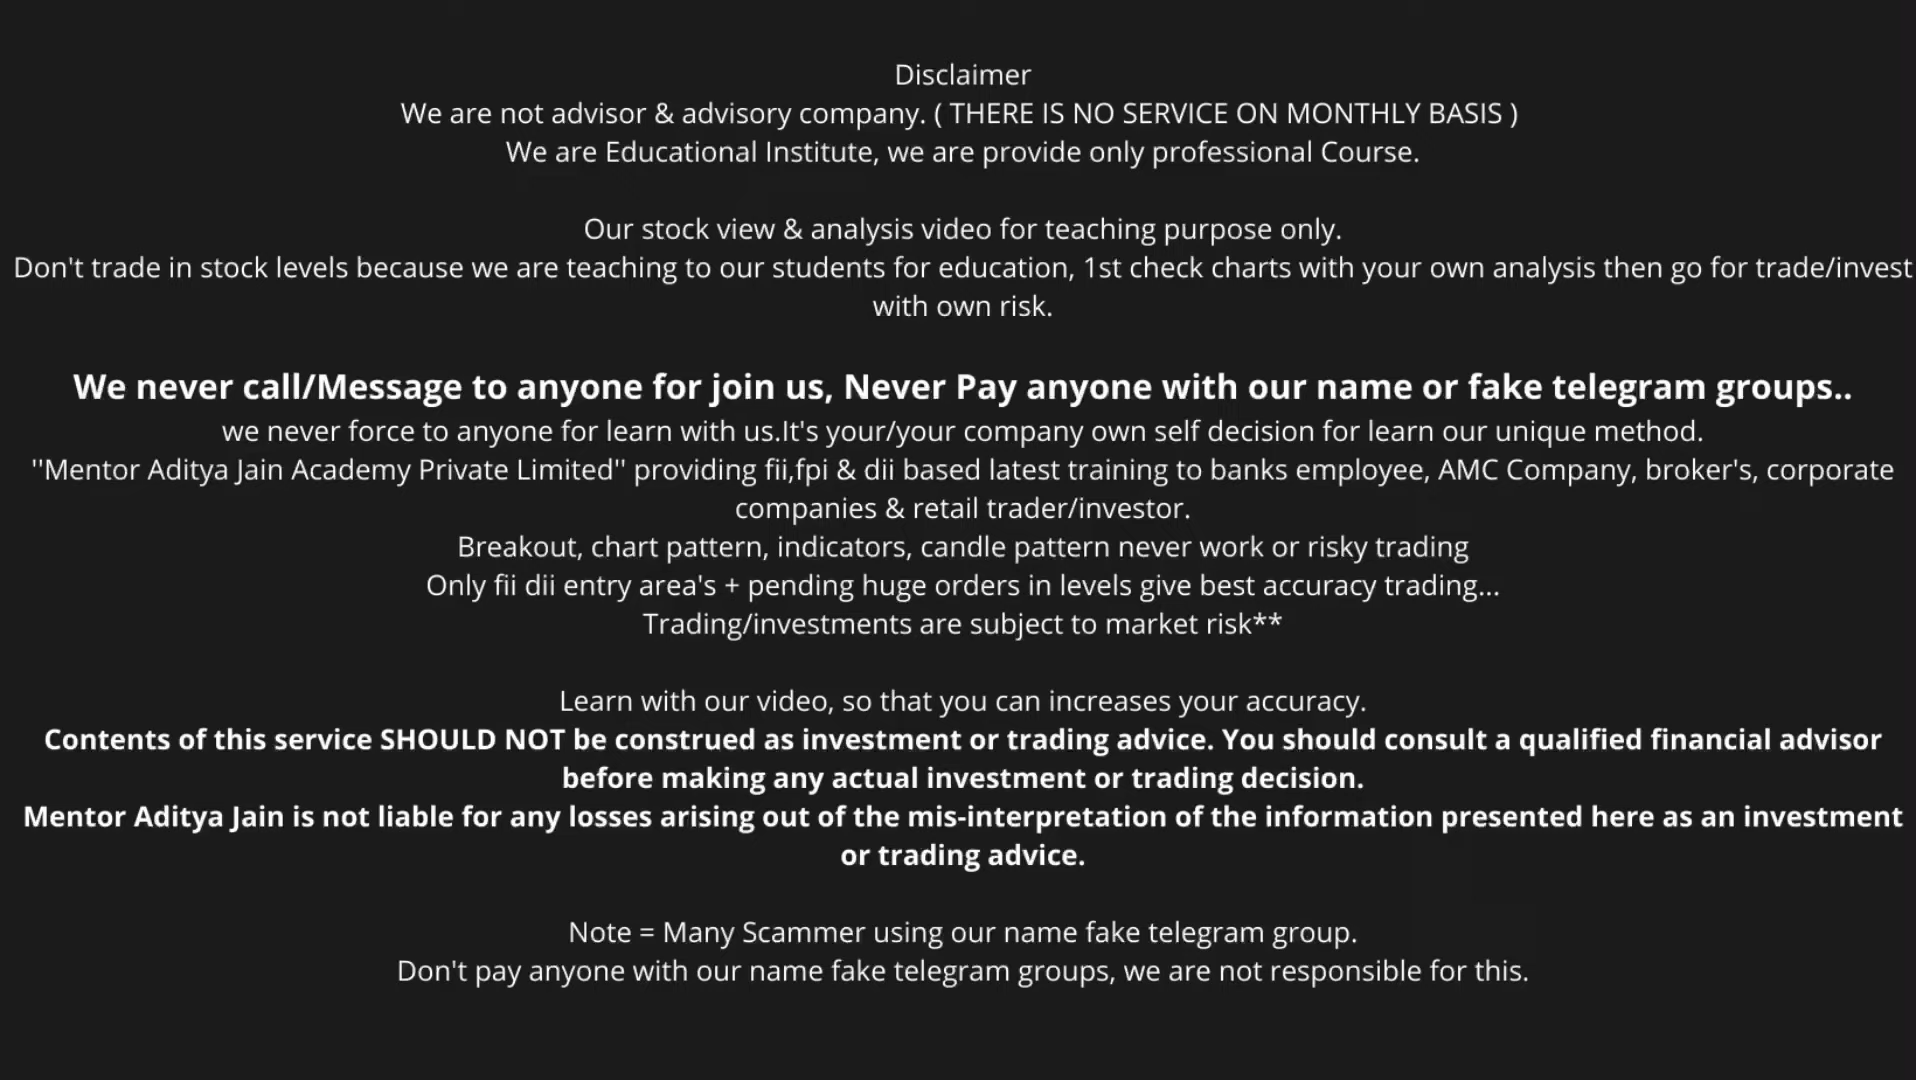 Disclaimer
We are not advisor & advisory company. ( THERE IS NO SERVICE ON MONTHLY BASIS )
We are Educational Institute, we are provide only professional Course.
Our stock view & analysis video for teaching purpose only.
Don't trade in stock levels because we are teaching to our students for education, 1st check charts with your own analysis then go for trade/invest
with own risk.
We never call/Message to anyone for join us, Never Pay anyone with our name or fake telegram groups..
we never force to anyone for learn with us.It's your/your company own self decision for learn our unique method.
''Mentor Aditya Jain Academy Private Limited'' providing fii,fpi & dii based latest training to banks employee, AMC Company, broker's, corporate
companies & retail trader/investor.
Breakout, chart pattern, indicators, candle pattern never work or risky trading
Only fii dii entry area's + pending huge orders in levels give best accuracy trading...
Trading/investments are subject to market risk**
Learn with our video, so that you can increases your accuracy.
Contents of this service SHOULD NOT be construed as investment or trading advice. You should consult a qualified financial advisor
before making any actual investment or trading decision.
Mentor Aditya Jain is not liable for any losses arising out of the mis-interpretation of the information presented here as an investment
or trading advice.
Note = Many Scammer using our name fake telegram group.
Don't pay anyone with our name fake telegram groups, we are not responsible for this.